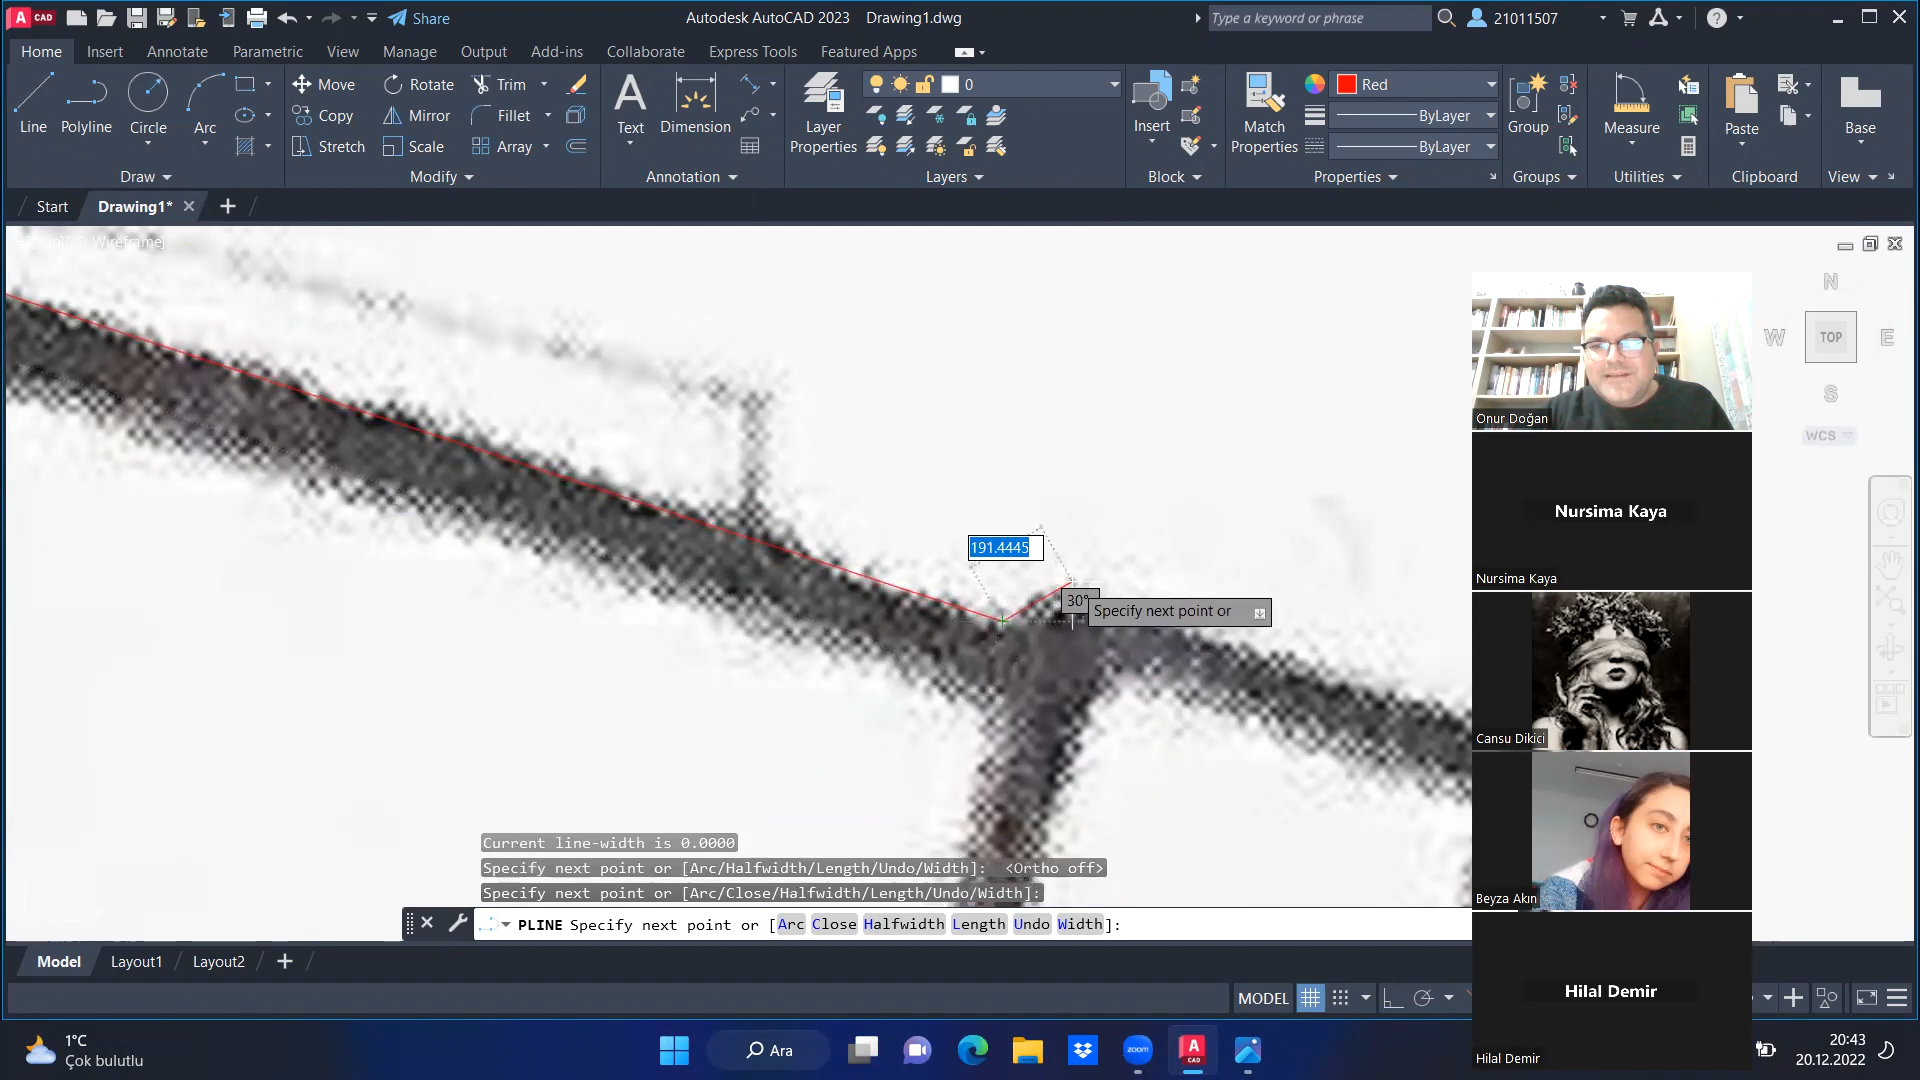 A CAD
Share
Autodesk AutoCAD 2023 Drawing1.dwg
Type a keyword or phrase
21011507
Home Insert Annotate Parametric View Manage Output Add-ins Collaborate Express Tools Featured Apps
Line Polyline Circle Arc
Draw
Move Rotate Trim
Copy Mirror Fillet
Stretch Scale Array
Modify
Text Dimension
Annotation
Layer Properties
0
Layers
Insert
Block
Match Properties
Red
ByLayer
ByLayer
Properties
Group
Groups
Measure
Utilities
Paste
Clipboard
Base
View
Start Drawing1* +
Wireframe]
N
W TOP E
S
WCS
191.4445
30°
Specify next point or
Onur Doğan
Nursima Kaya
Nursima Kaya
Cansu Dikici
Beyza Akın
Hilal Demir
Hilal Demir
Current line-width is 0.0000
Specify next point or [Arc/Halfwidth/Length/Undo/Width]: <Ortho off>
Specify next point or [Arc/Close/Halfwidth/Length/Undo/Width]:
PLINE Specify next point or [Arc Close Halfwidth Length Undo Width]:
Model Layout1 Layout2 +
MODEL
1°C
Çok bulutlu
Ara
zoom
A CAD
20:43
20.12.2022